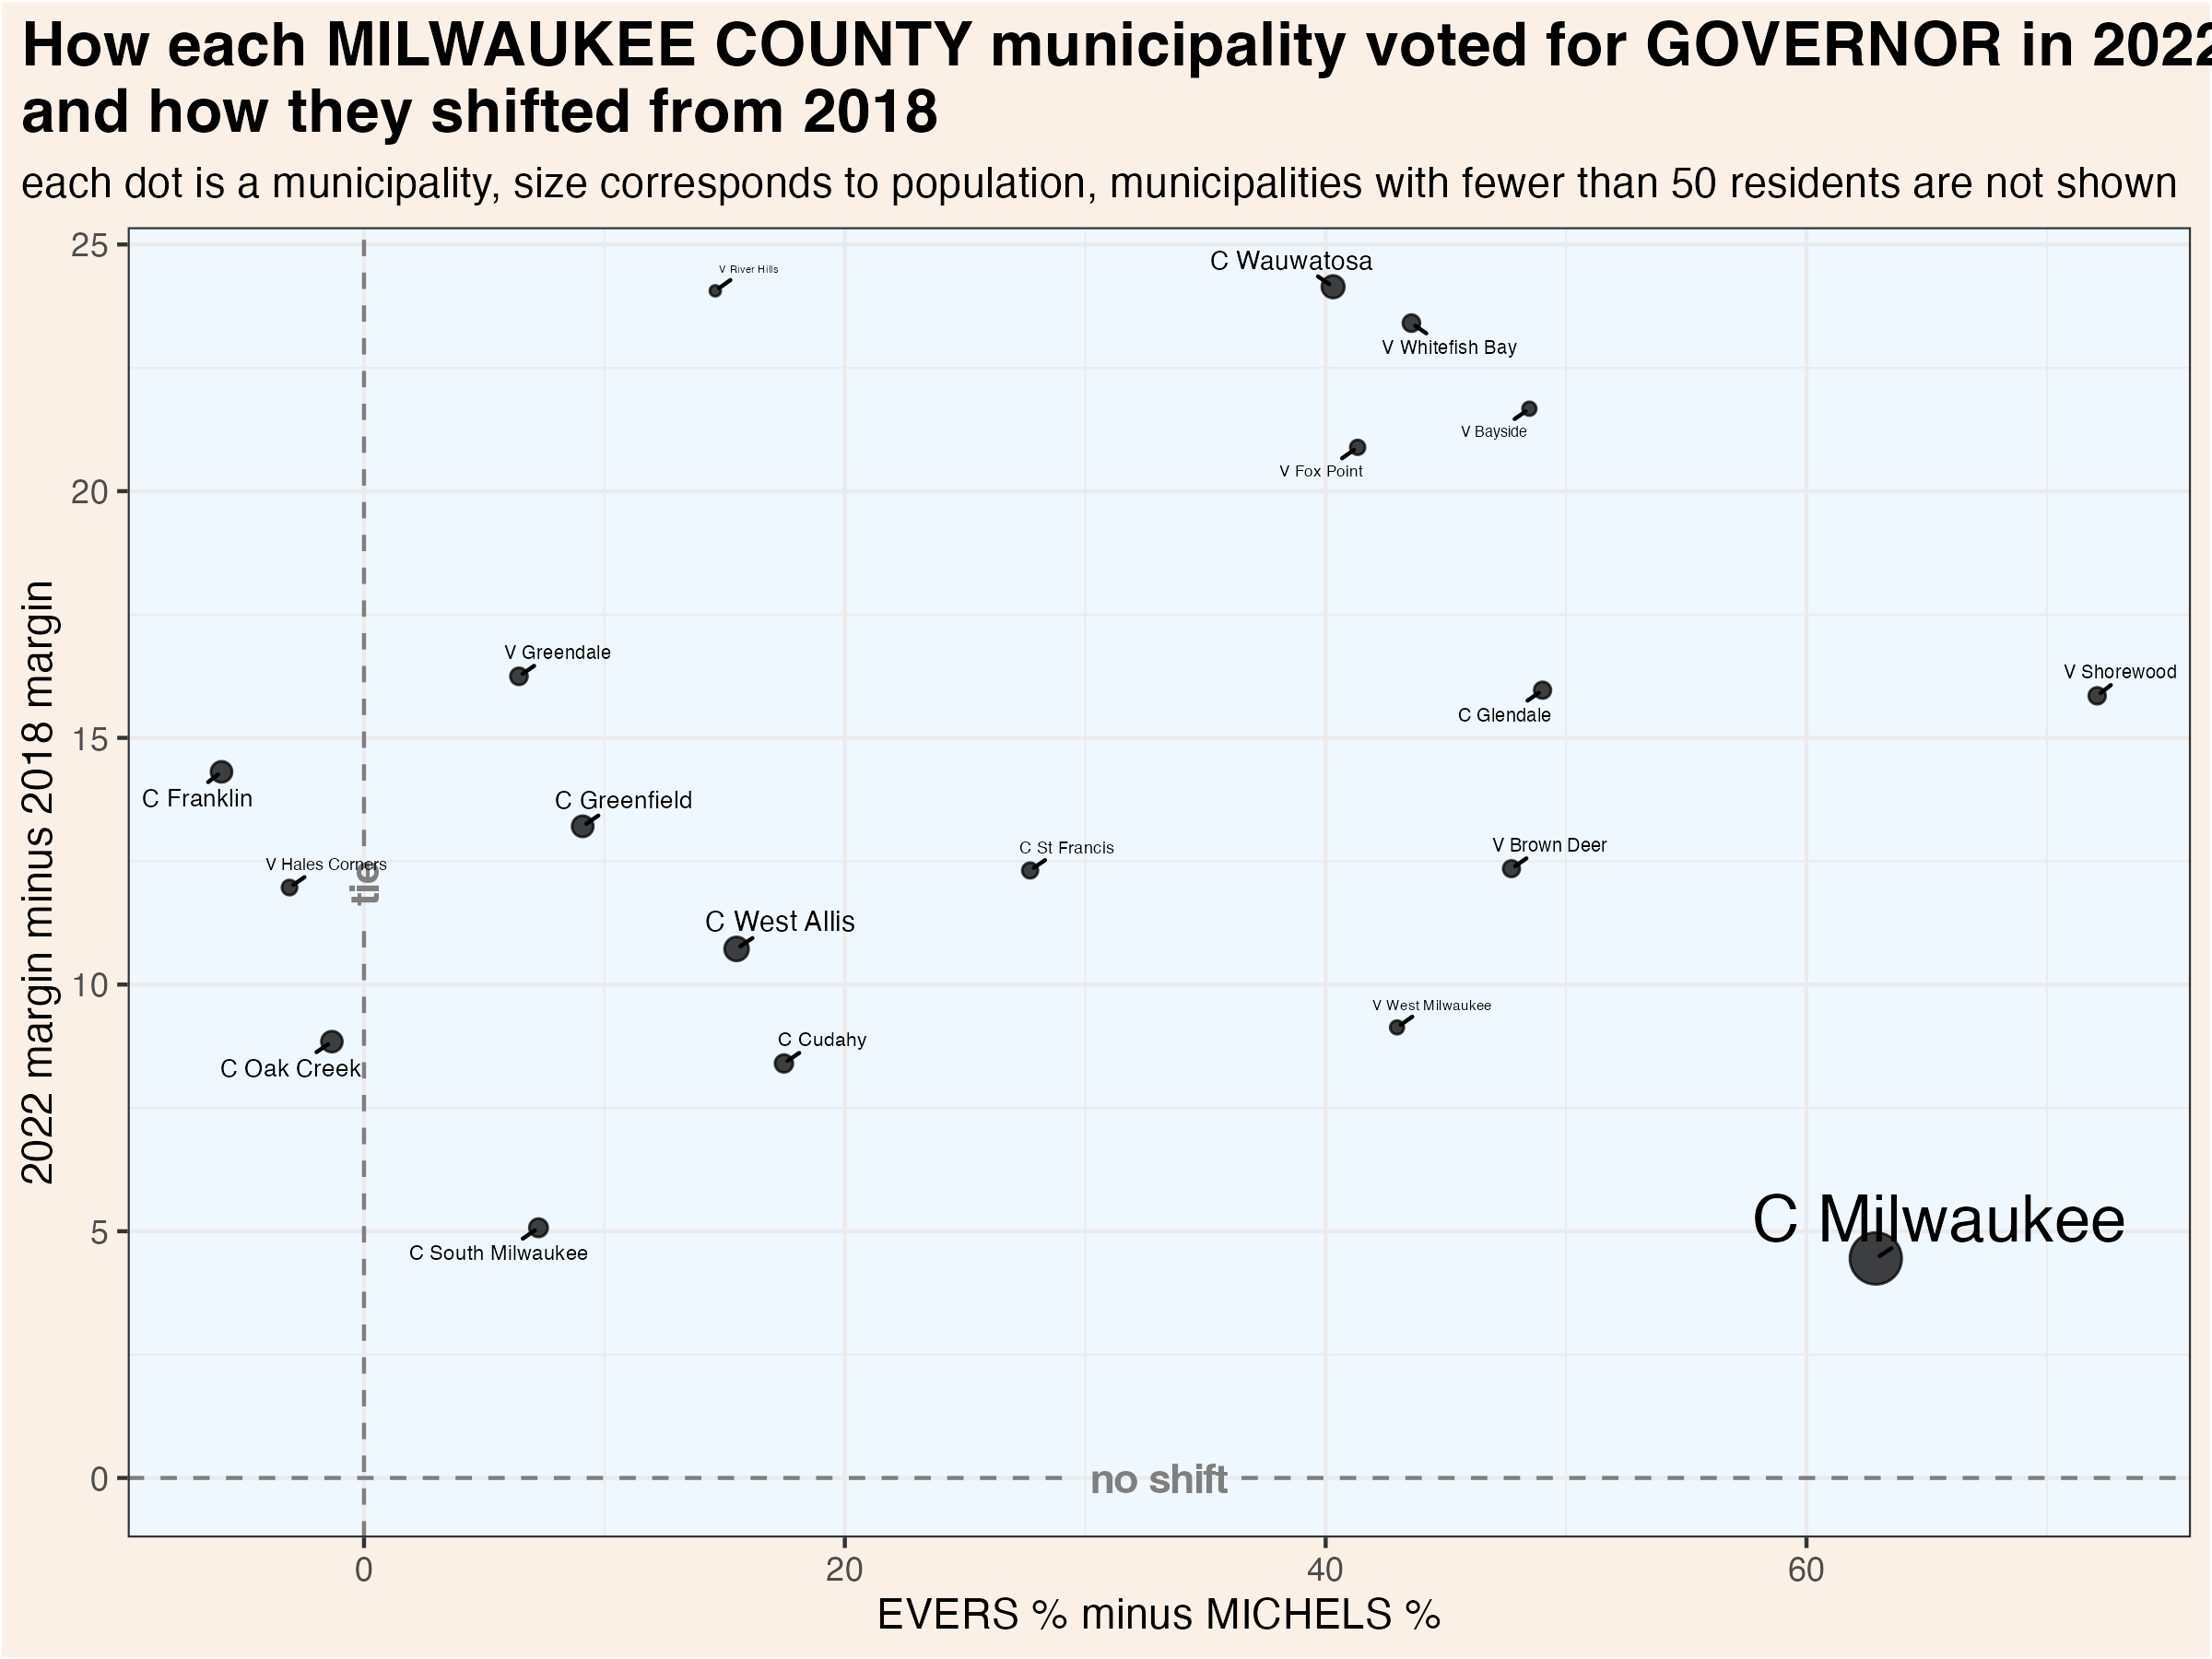 How each MILWAUKEE COUNTY municipality voted for GOVERNOR in 2022
and how they shifted from 2018
each dot is a municipality, size corresponds to population, municipalities with fewer than 50 residents are not shown
2022 margin minus 2018 margin
25
20
15
10
5
0
V River Hills
C Wauwatosa
V Whitefish Bay
V Bayside
V Fox Point
V Greendale
V Shorewood
C Glendale
C Franklin
C Greenfield
V Brown Deer
C St Francis
V Hales Corners
tie
C West Allis
V West Milwaukee
C Cudahy
C Oak Creek
C Milwaukee
C South Milwaukee
no shift
0
20
40
60
EVERS % minus MICHELS %